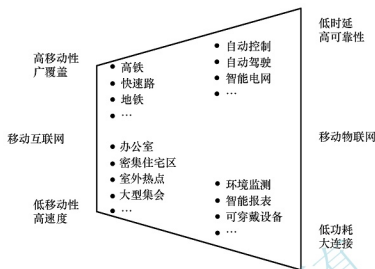 低时延
高可靠性
高移动性
广覆盖
• 自动控制
• 自动驾驶
• 智能电网
• …
• 高铁
• 快速路
• 地铁
• …
移动互联网
移动物联网
• 办公室
• 密集住宅区
• 室外热点
• 大型集会
• …
低移动性
高速度
• 环境监测
• 智能报表
• 可穿戴设备
• …
低功耗
大连接